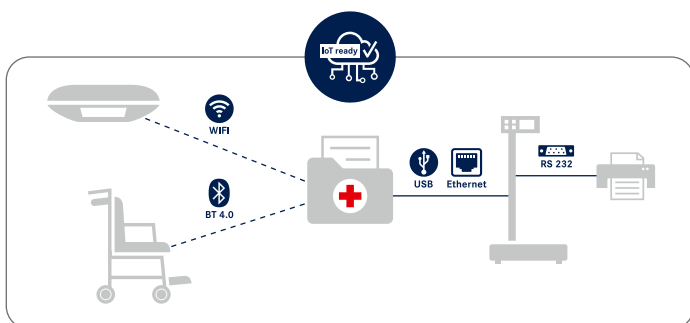 IoT ready
WIFI
BT 4.0
USB
Ethernet
RS 232